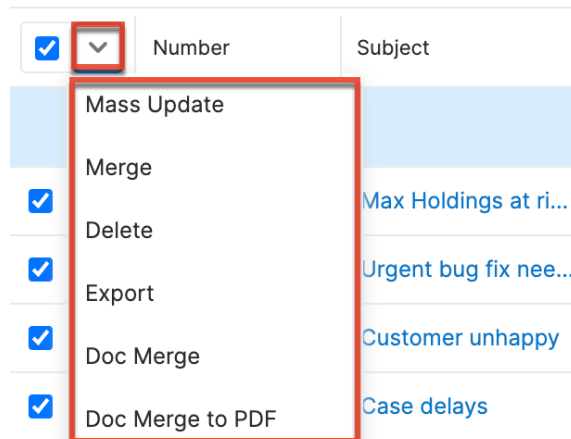 Number Subject
Mass Update
Merge
Max Holdings at ri...
Delete
Urgent bug fix nee...
Export
Customer unhappy
Doc Merge
Case delays
Doc Merge to PDF